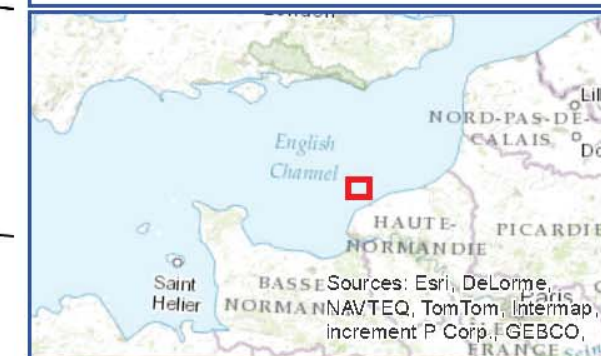 English
Channel
NORD-PAS-DE-
CALAIS
HAUTE-
NORMANDIE
PICARDIE
Saint
Helier
BASSE
NORMAN
Paris
Sources: Esri, DeLorme,
NAVTEQ, TomTom, Intermap,
increment P Corp., GEBCO,
FRANCE